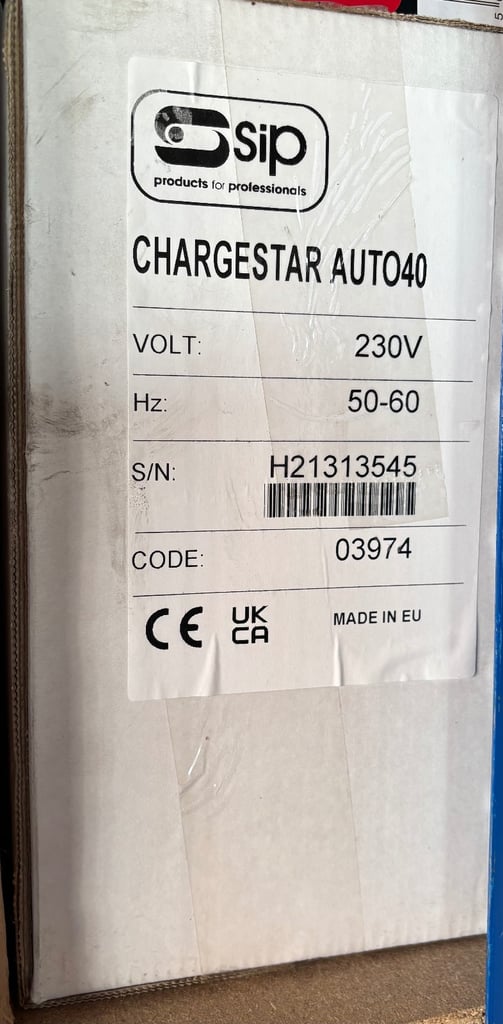 sip
products for professionals
CHARGESTAR AUTO40
VOLT: 230V
Hz: 50-60
S/N: H21313545
CODE: 03974
CE UK CA MADE IN EU